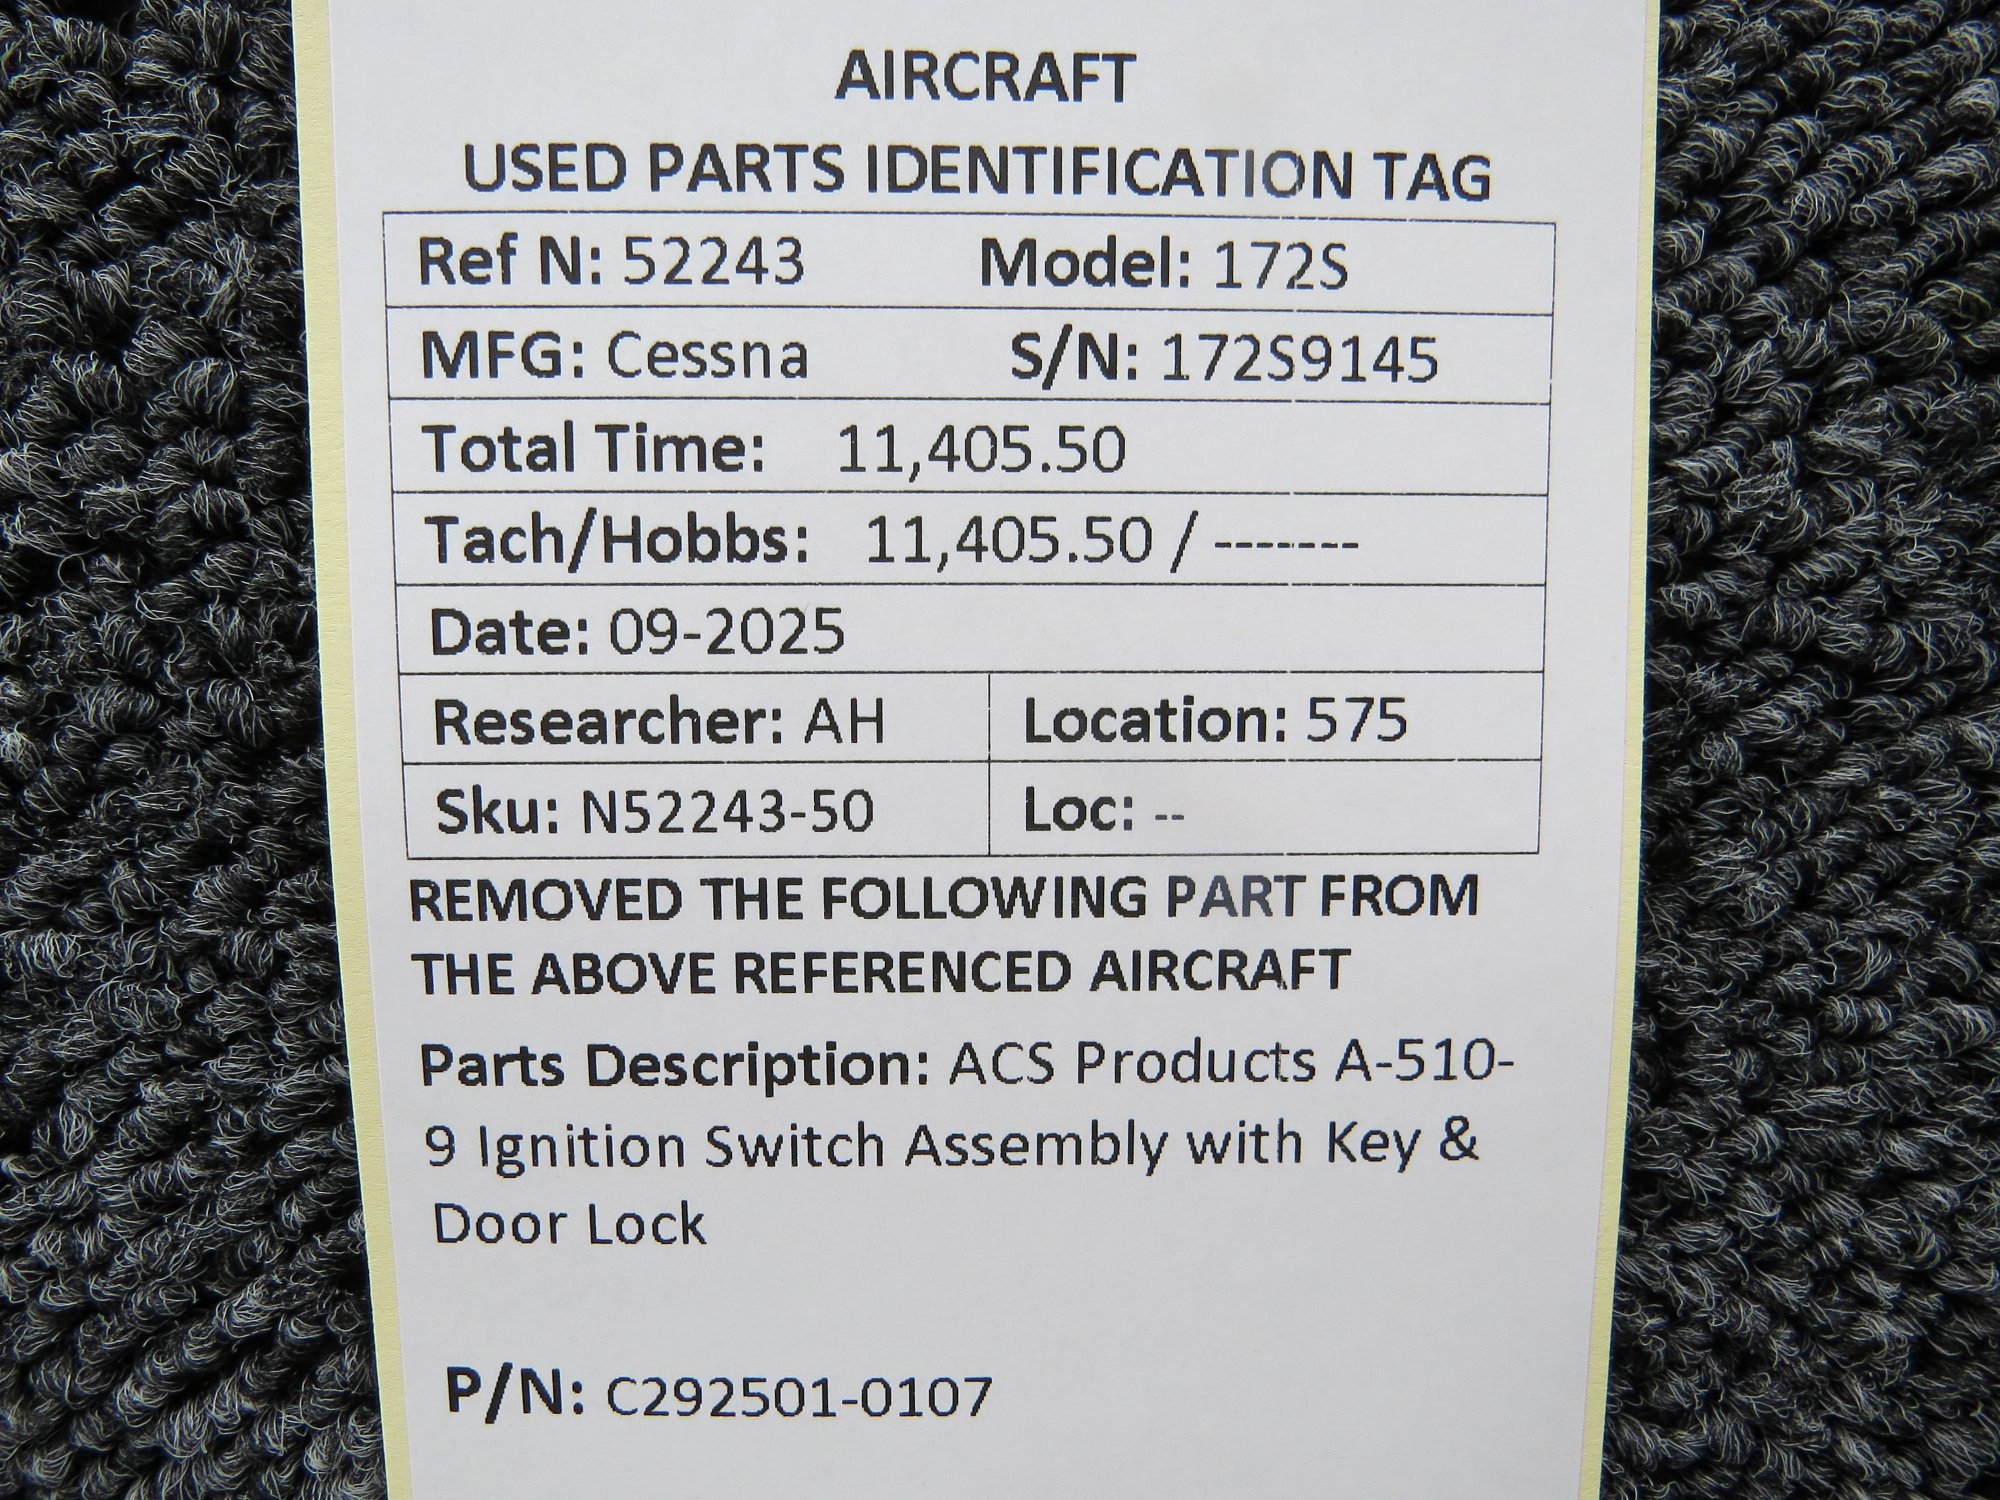 AIRCRAFT
USED PARTS IDENTIFICATION TAG
Ref N: 52243 Model: 172S
MFG: Cessna S/N: 172S9145
Total Time: 11,405.50
Tach/Hobbs: 11,405.50 / -------
Date: 09-2025
Researcher: AH Location: 575
Sku: N52243-50 Loc: --
REMOVED THE FOLLOWING PART FROM
THE ABOVE REFERENCED AIRCRAFT
Parts Description: ACS Products A-510-
9 Ignition Switch Assembly with Key &
Door Lock
P/N: C292501-0107